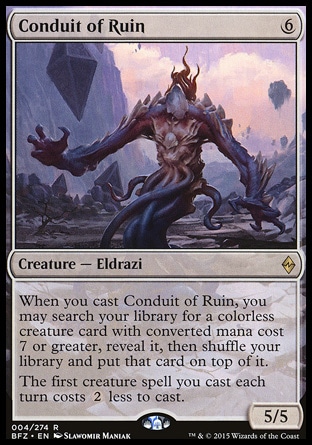 Conduit of Ruin 6
Creature — Eldrazi
When you cast Conduit of Ruin, you
may search your library for a colorless
creature card with converted mana cost
7 or greater, reveal it, then shuffle your
library and put that card on top of it.
The first creature spell you cast each
turn costs 2 less to cast.
004/274 R
BFZ • EN Slawomir Maniak
™ & © 2015 Wizards of the Coast
5/5